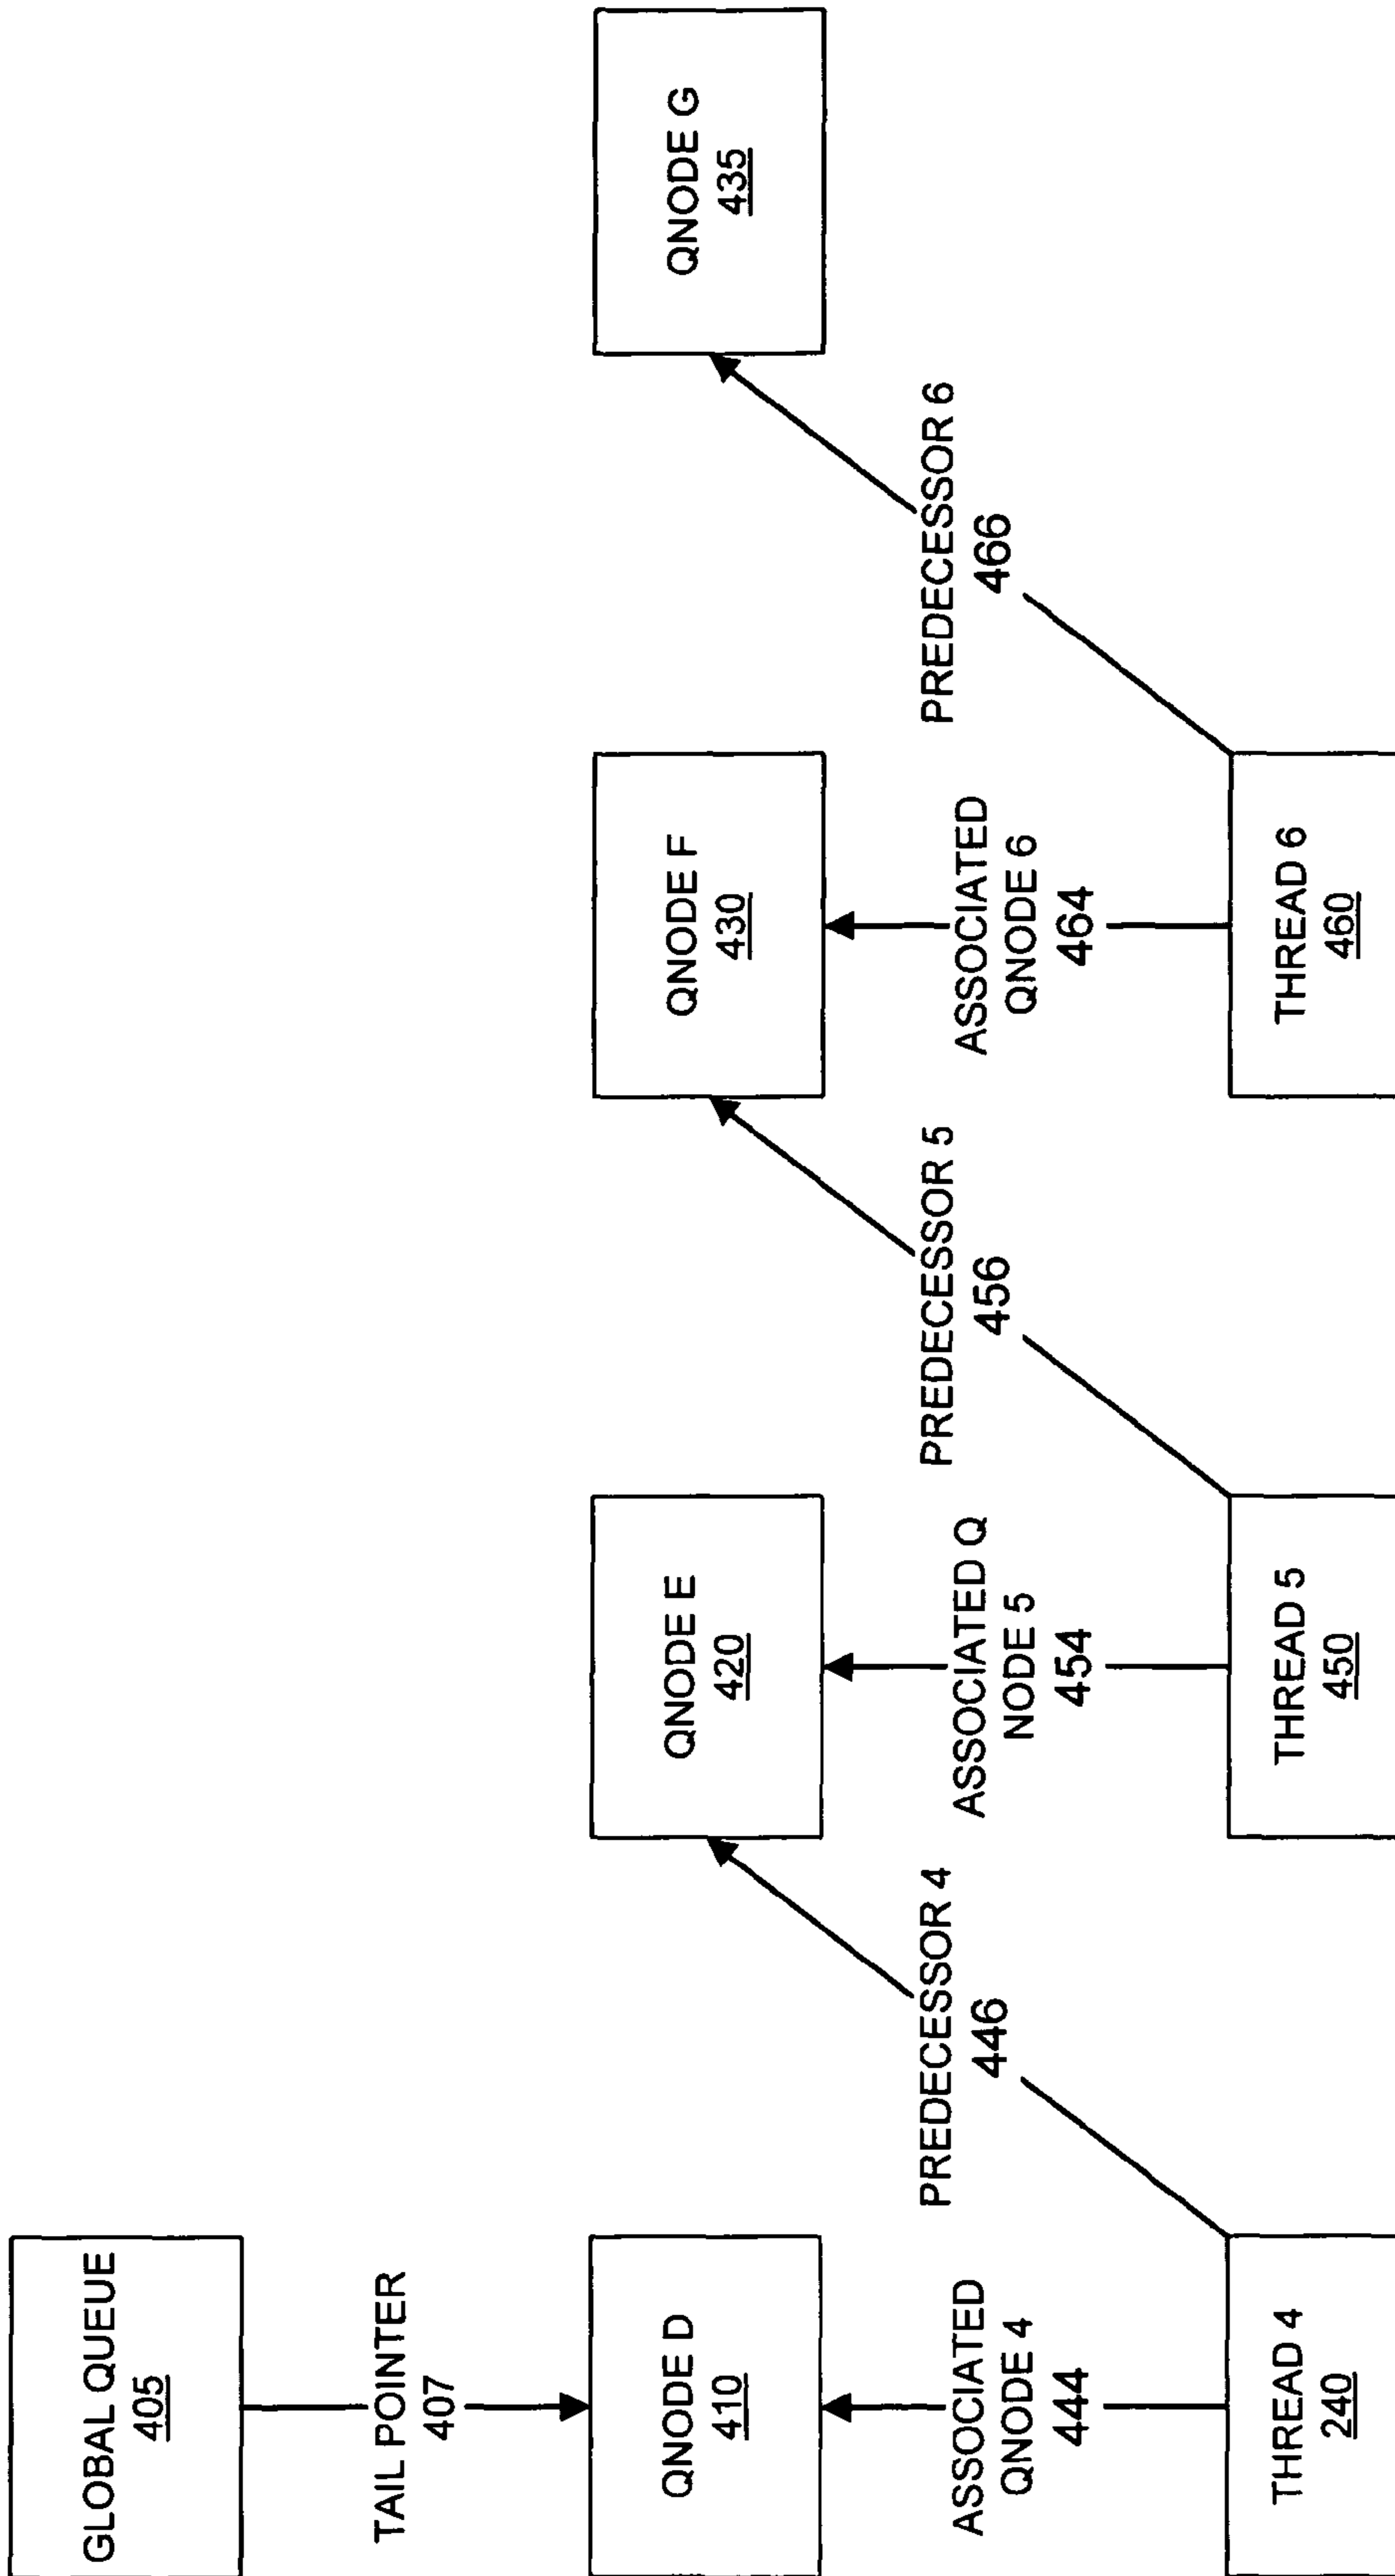 GLOBAL QUEUE
405
TAIL POINTER
407
QNODE D
410
QNODE E
420
QNODE F
430
QNODE G
435
ASSOCIATED
QNODE 4
444
PREDECESSOR 4
446
ASSOCIATED Q
NODE 5
454
PREDECESSOR 5
456
ASSOCIATED
QNODE 6
464
PREDECESSOR 6
466
THREAD 4
240
THREAD 5
450
THREAD 6
460